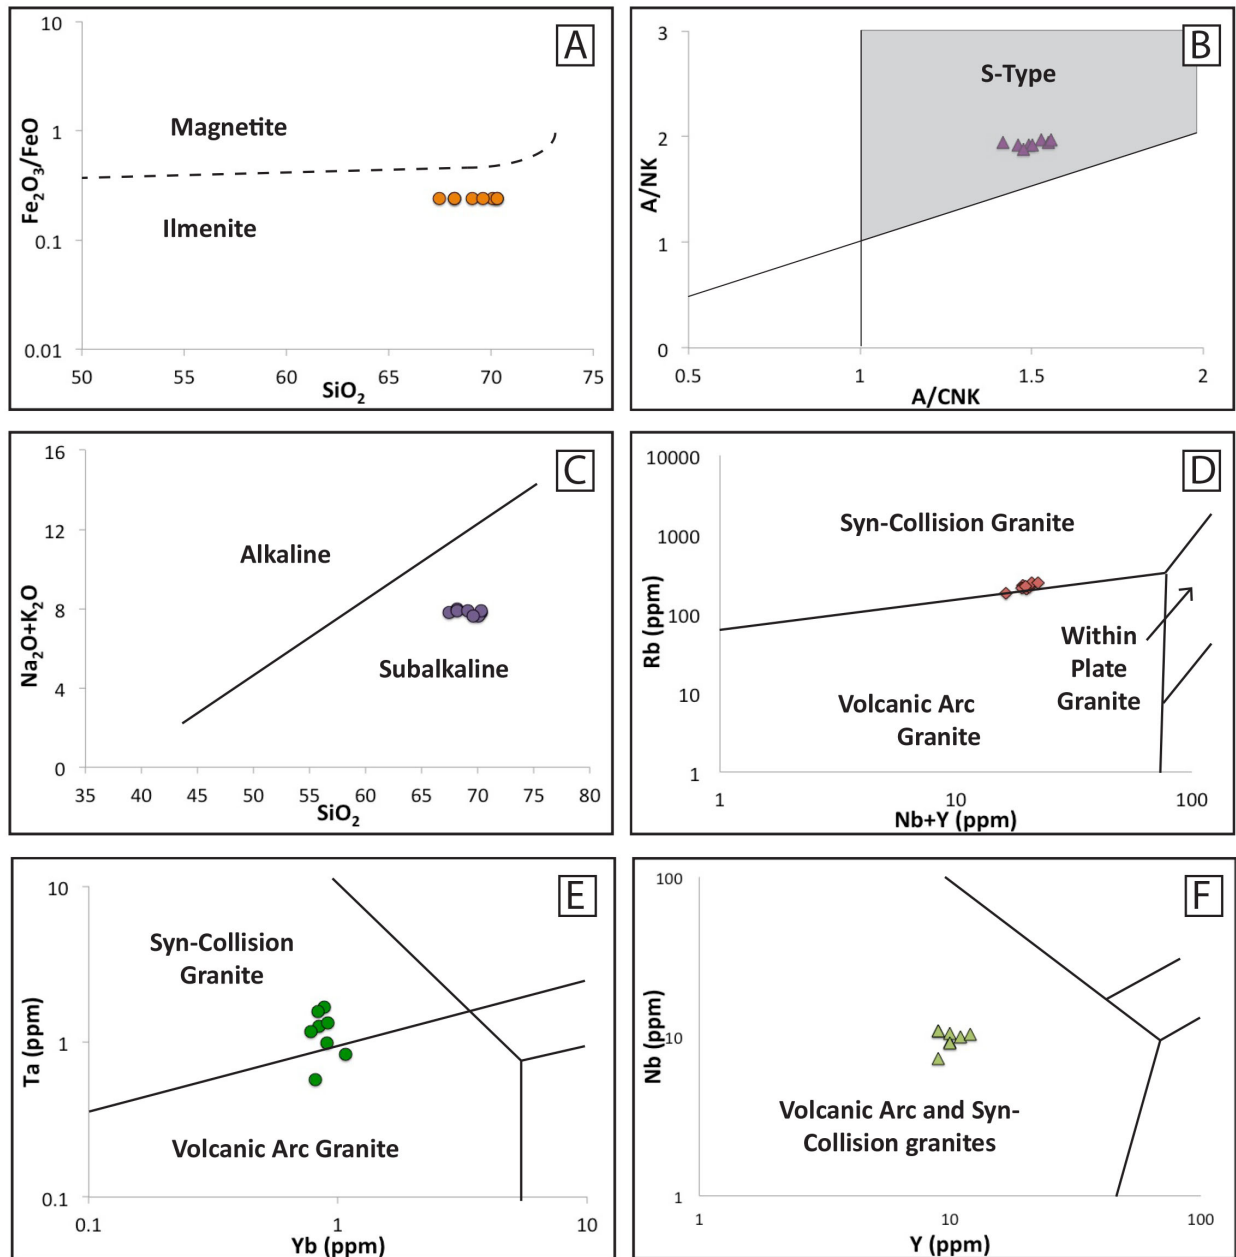 A
10
1
0.1
0.01
Fe₂O₃/FeO
Magnetite
Ilmenite
50 55 60 65 70 75
SiO₂
B
3
2
1
0
A/NK
S-Type
0.5 1 1.5 2
A/CNK
C
16
12
8
4
0
Na₂O+K₂O
Alkaline
Subalkaline
35 40 45 50 55 60 65 70 75 80
SiO₂
D
10000
1000
100
10
1
Rb (ppm)
Syn-Collision Granite
Within
Plate
Granite
Volcanic Arc
Granite
1 10 100
Nb+Y (ppm)
E
10
1
0.1
Ta (ppm)
Syn-Collision
Granite
Volcanic Arc Granite
0.1 1 10
Yb (ppm)
F
100
10
1
Nb (ppm)
Volcanic Arc and Syn-
Collision granites
1 10 100
Y (ppm)